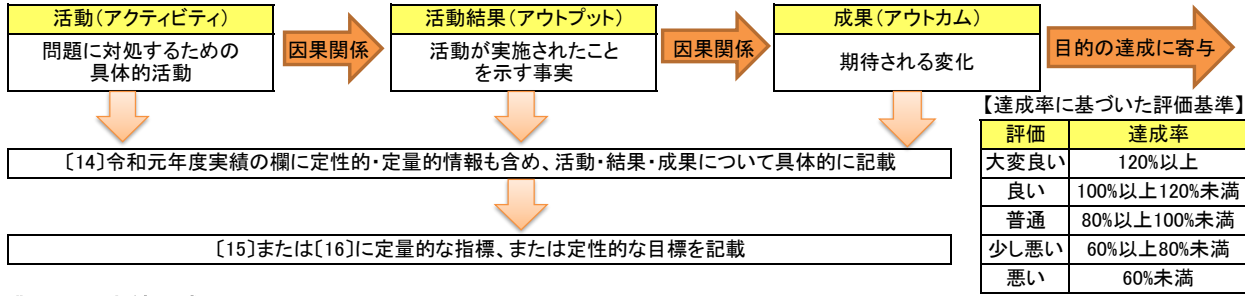 活動(アクティビティ)
問題に対処するための
具体的活動
因果関係
活動結果(アウトプット)
活動が実施されたこと
を示す事実
因果関係
成果(アウトカム)
期待される変化
目的の達成に寄与
〔14〕令和元年度実績の欄に定性的・定量的情報も含め、活動・結果・成果について具体的に記載
〔15〕または〔16〕に定量的な指標、または定性的な目標を記載
【達成率に基づいた評価基準】
評価 達成率
大変良い 120%以上
良い 100%以上120%未満
普通 80%以上100%未満
少し悪い 60%以上80%未満
悪い 60%未満